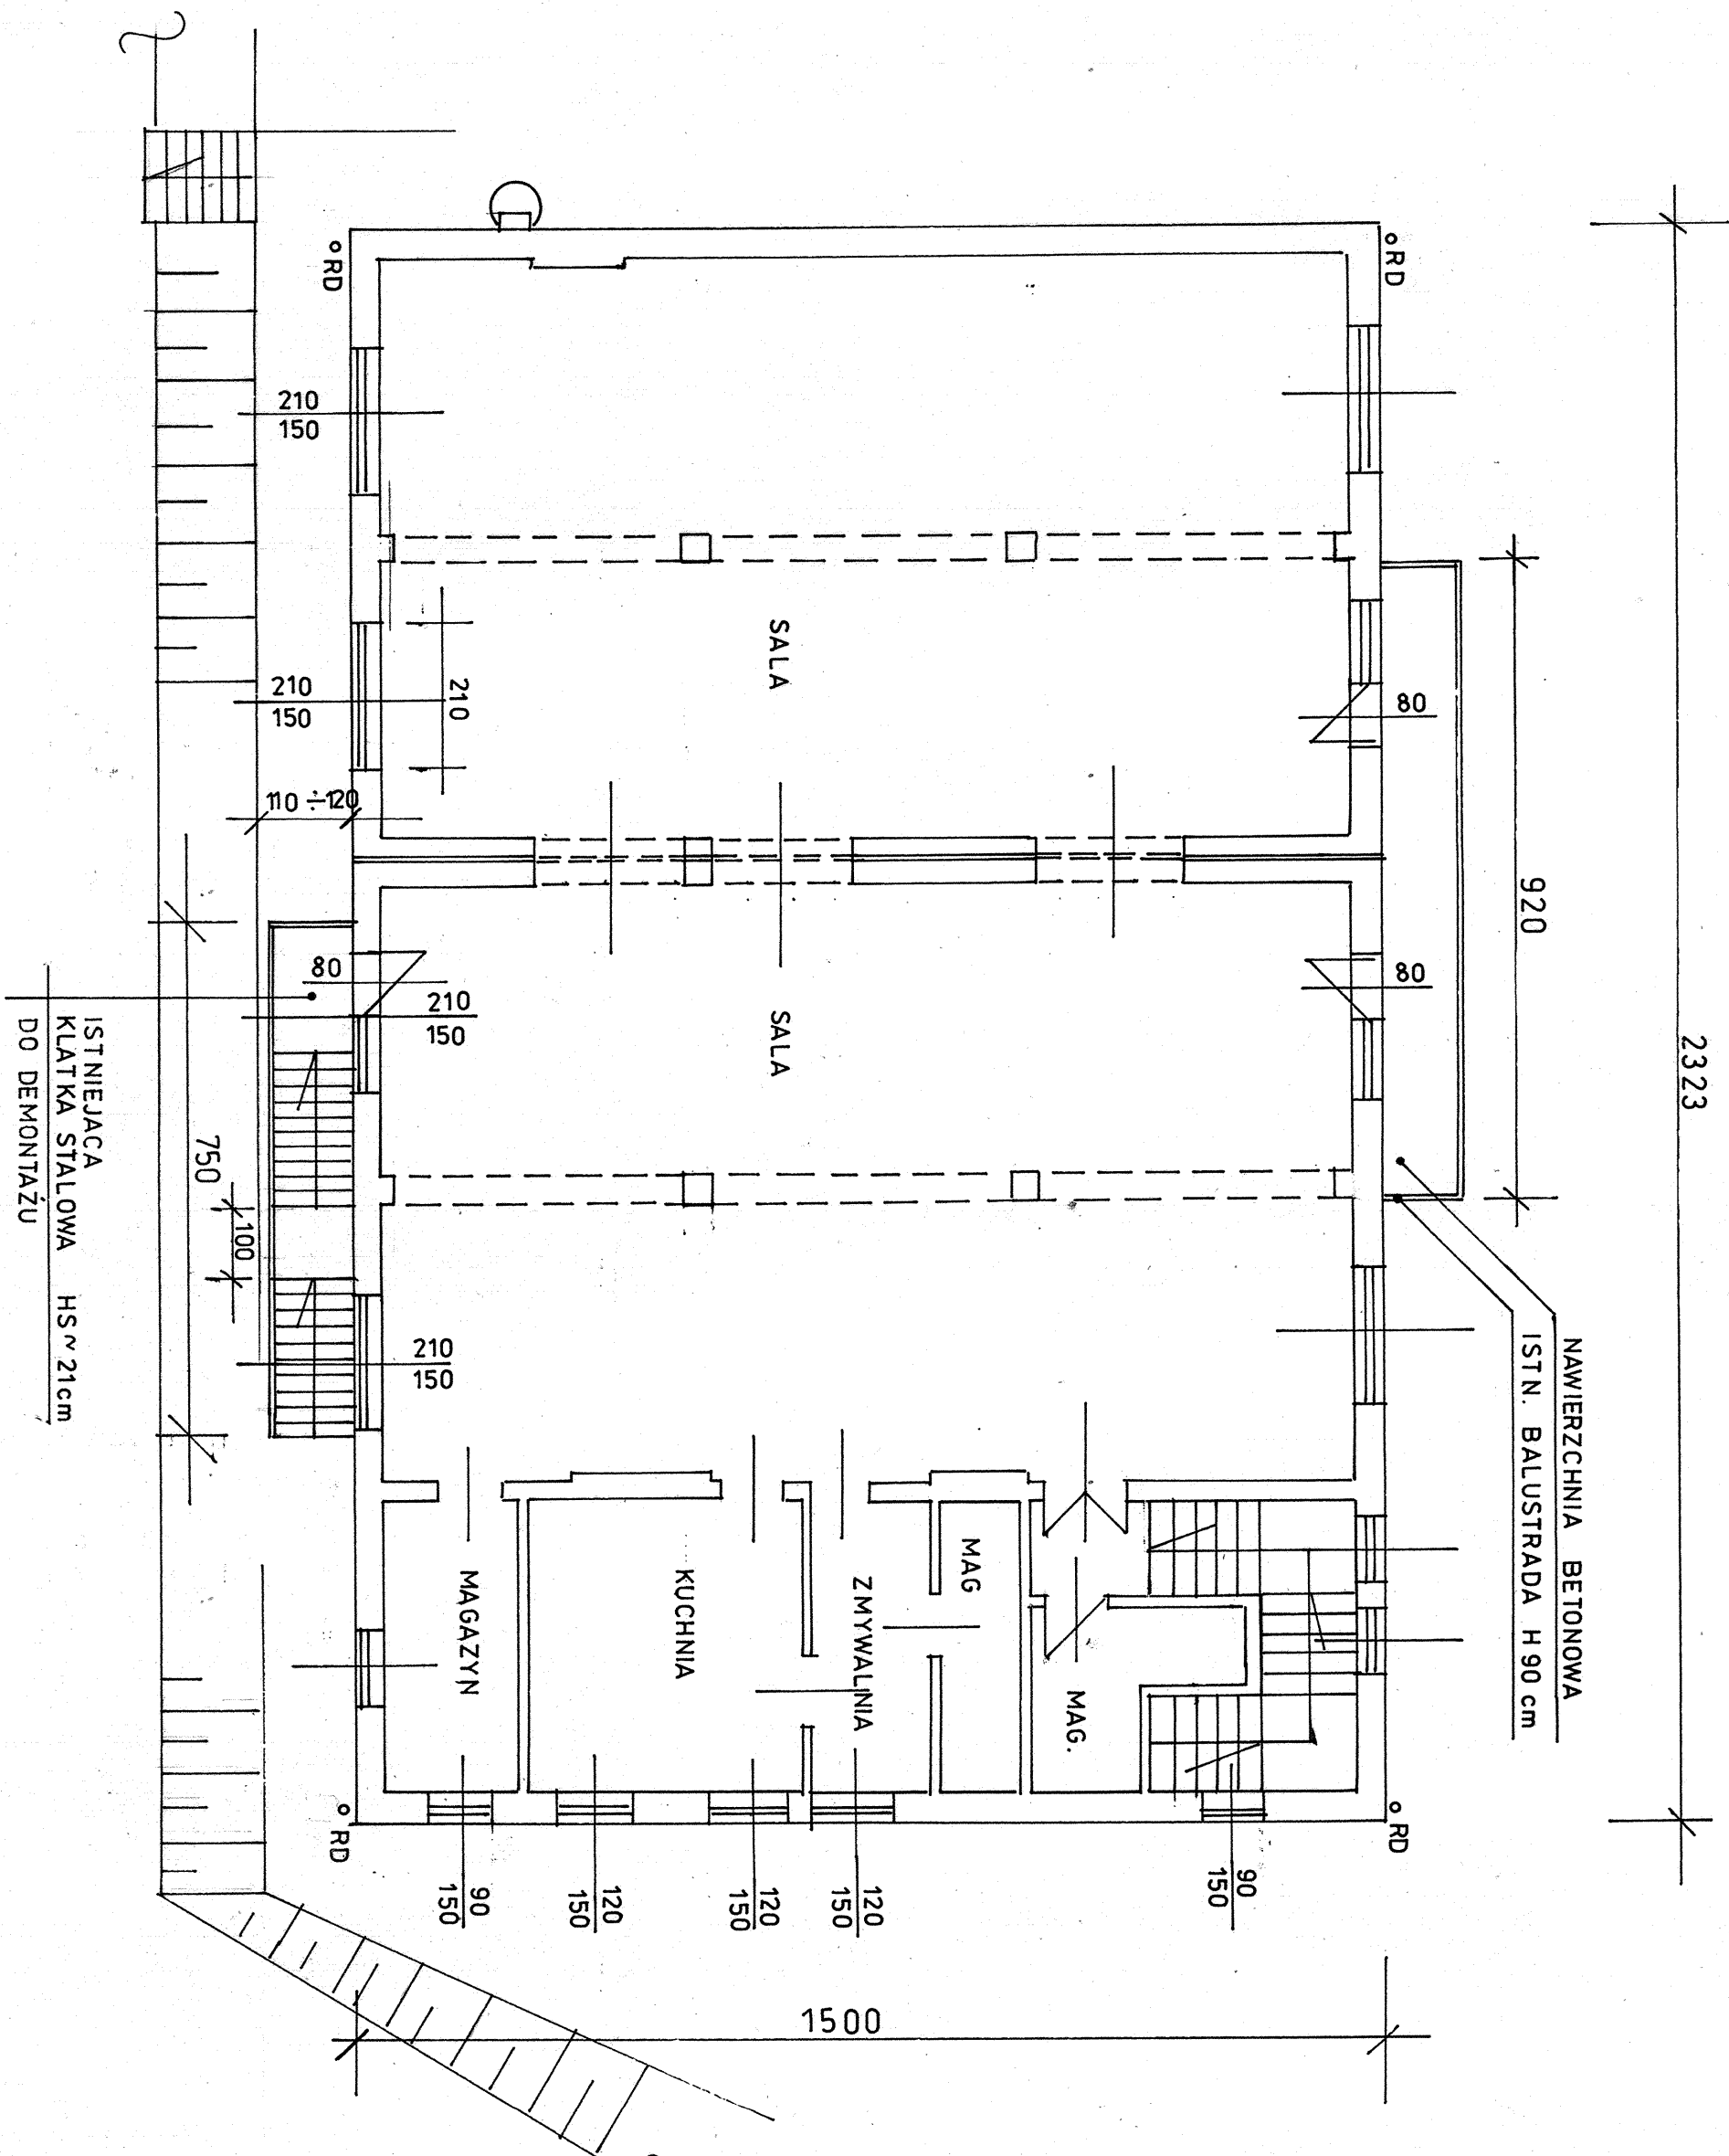 2323
920
NAWIERZCHNIA BETONOWA
ISTN. BALUSTRADA H 90 cm
RD
RD
80
80
SALA
SALA
210
210
150
210
150
210
150
210
150
80
110 ÷120
750
100
ISTNIEJACA
KLATKA STALOWA HS~21cm
DO DEMONTAŻU
MAGAZYN
KUCHNIA
ZMYWALNIA
MAG
MAG.
RD
RD
90
150
120
150
120
150
120
150
90
150
1500